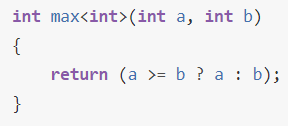 int max<int>(int a, int b)
{
    return (a >= b ? a : b);
}